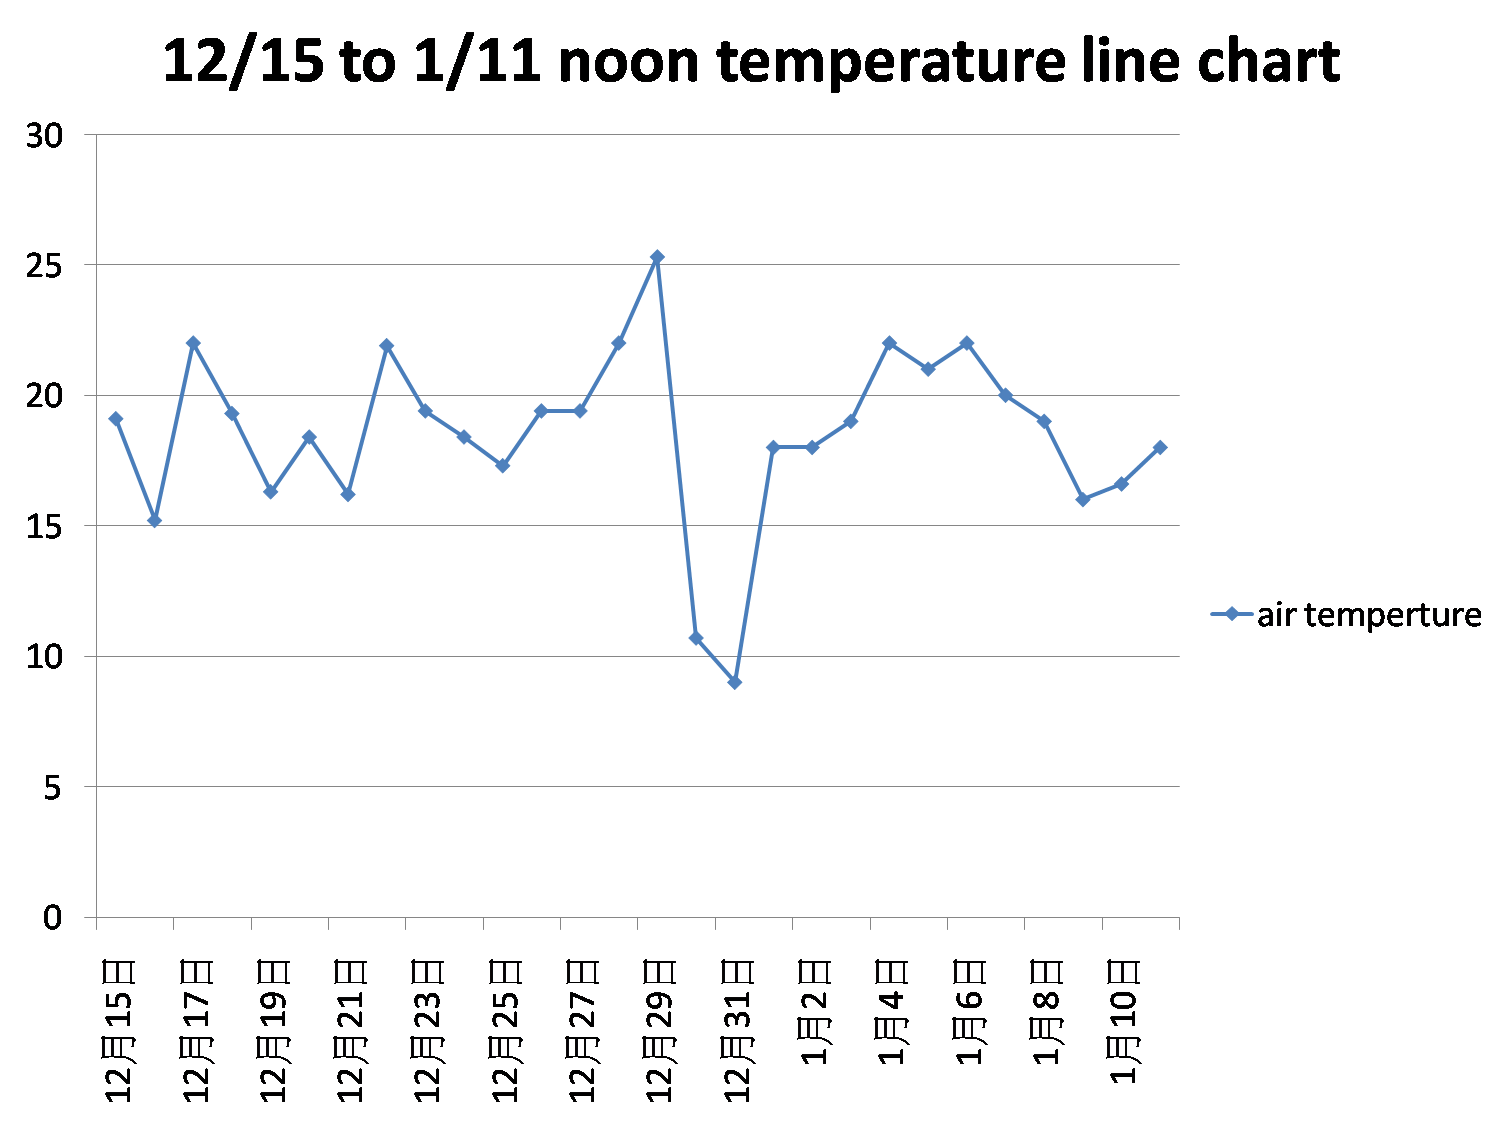 12/15 to 1/11 noon temperature line chart
30
25
20
15
10
5
0
air temperture
12月15日
12月17日
12月19日
12月21日
12月23日
12月25日
12月27日
12月29日
12月31日
1月2日
1月4日
1月6日
1月8日
1月10日